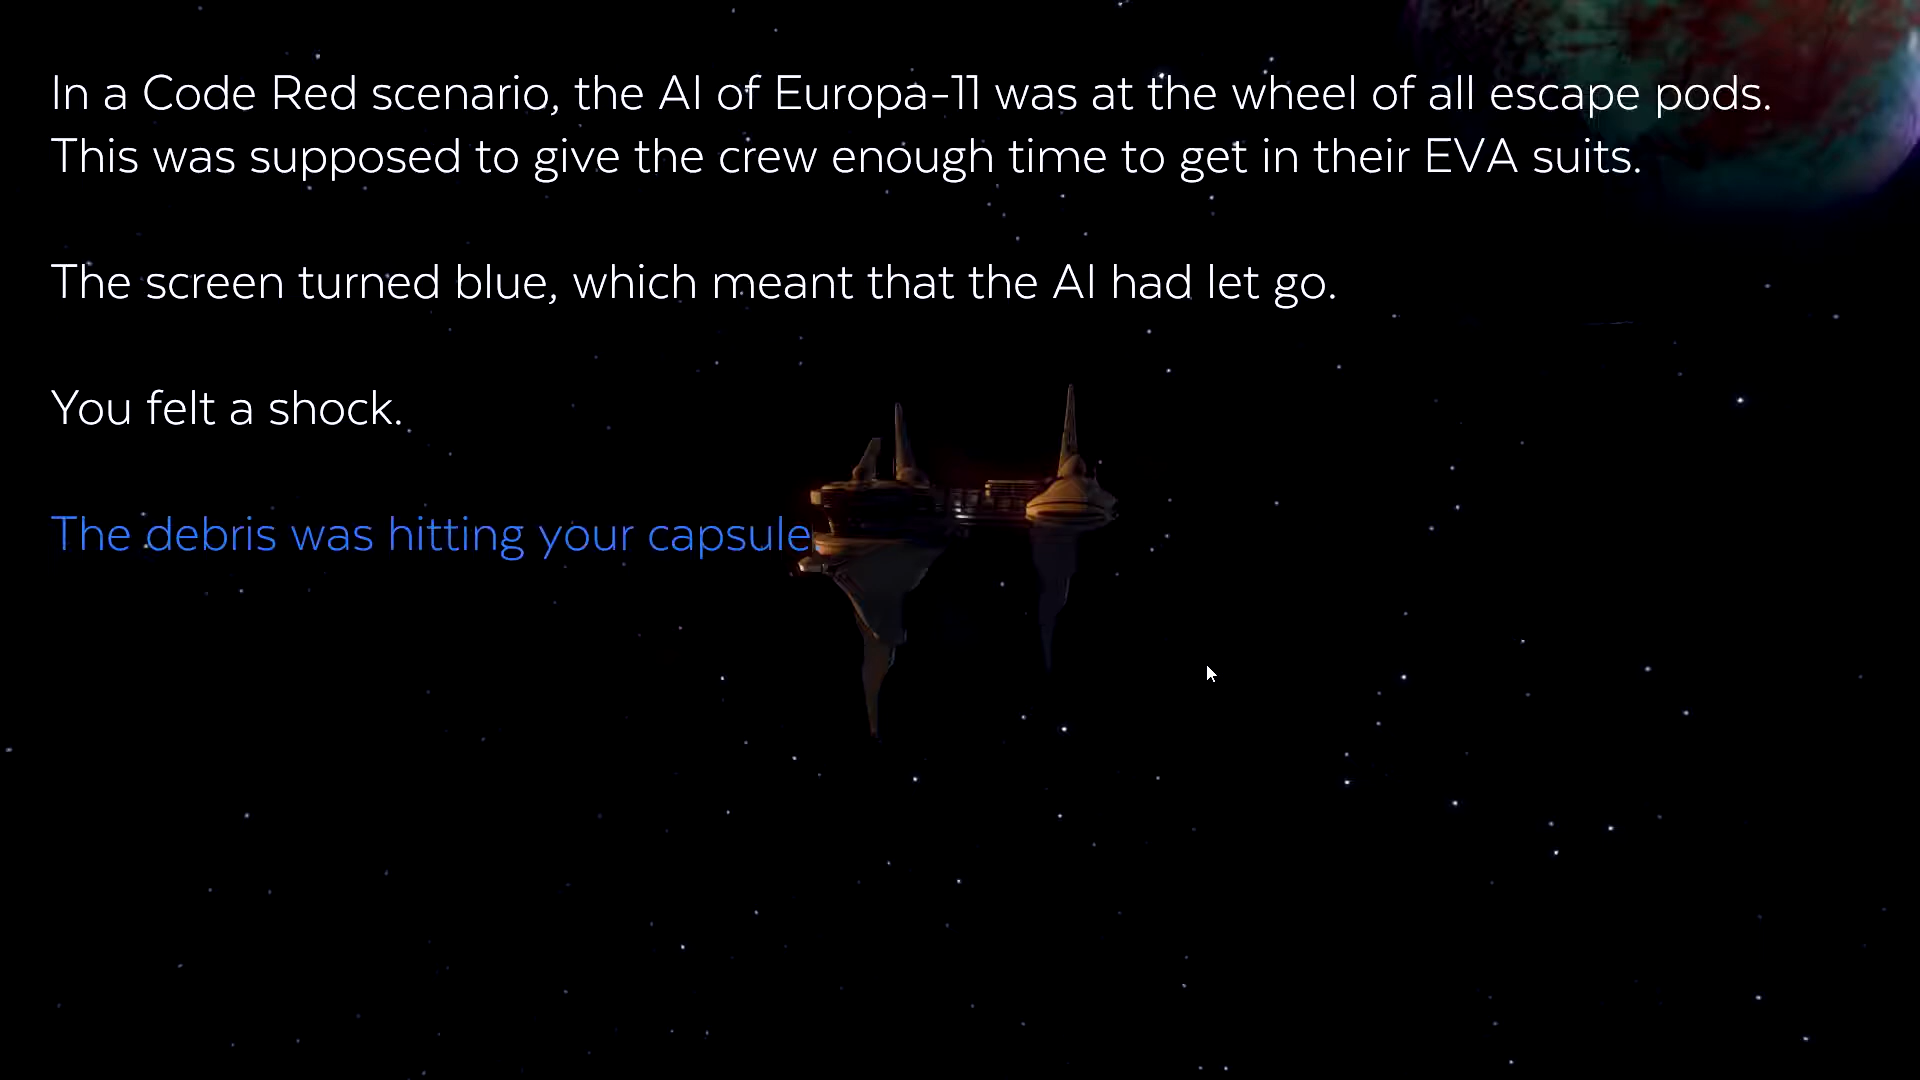 In a Code Red scenario, the AI of Europa-11 was at the wheel of all escape pods.
This was supposed to give the crew enough time to get in their EVA suits.
The screen turned blue, which meant that the AI had let go.
You felt a shock.
The debris was hitting your capsule.